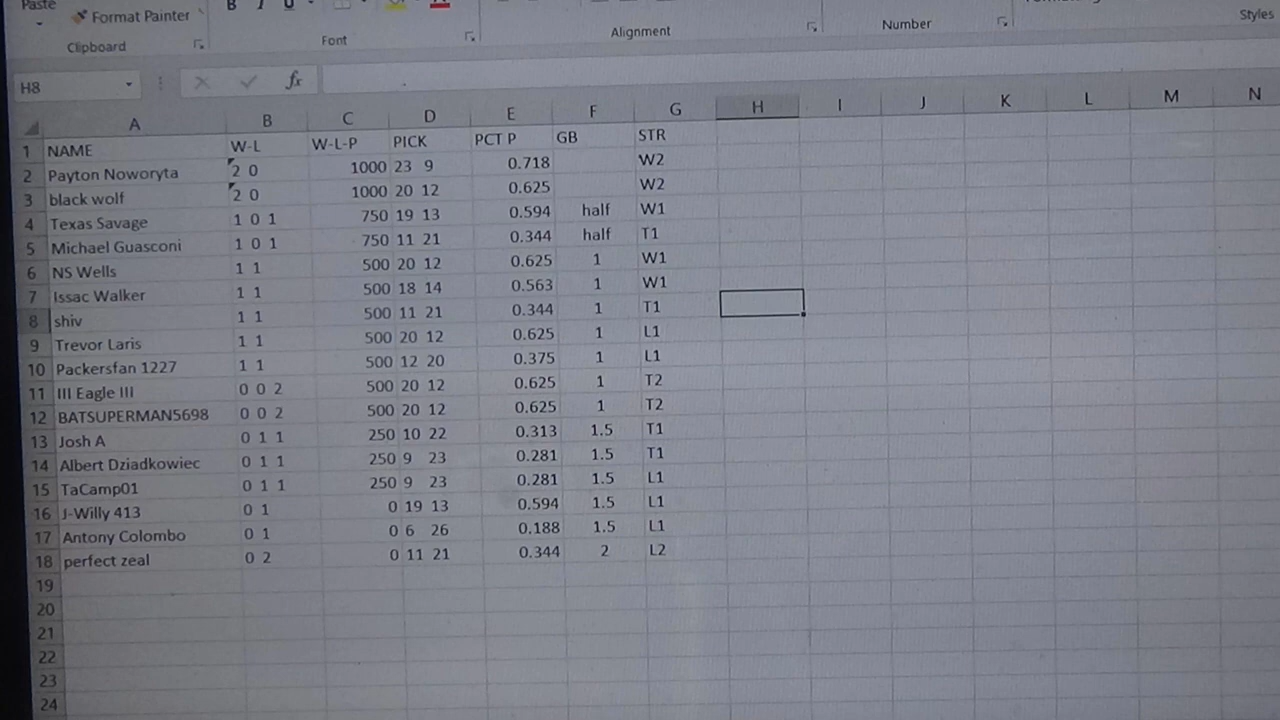 Paste
Format Painter
B I U A
Clipboard Font Alignment Number Styles
H8 fx
A B C D E F G H I J K L M N
1 NAME W-L W-L-P PICK PCT P GB STR
2 Payton Noworyta 2 0 1000 23 9 0.718 W2
3 black wolf 2 0 1000 20 12 0.625 W2
4 Texas Savage 1 0 1 750 19 13 0.594 half W1
5 Michael Guasconi 1 0 1 750 11 21 0.344 half T1
6 NS Wells 1 1 500 20 12 0.625 1 W1
7 Issac Walker 1 1 500 18 14 0.563 1 W1
8 shiv 1 1 500 11 21 0.344 1 T1
9 Trevor Laris 1 1 500 20 12 0.625 1 L1
10 Packersfan 1227 1 1 500 12 20 0.375 1 L1
11 III Eagle III 0 0 2 500 20 12 0.625 1 T2
12 BATSUPERMAN5698 0 0 2 500 20 12 0.625 1 T2
13 Josh A 0 1 1 250 10 22 0.313 1.5 T1
14 Albert Dziadkowiec 0 1 1 250 9 23 0.281 1.5 T1
15 TaCamp01 0 1 1 250 9 23 0.281 1.5 L1
16 J-Willy 413 0 1 0 19 13 0.594 1.5 L1
17 Antony Colombo 0 1 0 6 26 0.188 1.5 L1
18 perfect zeal 0 2 0 11 21 0.344 2 L2
19
20
21
22
23
24